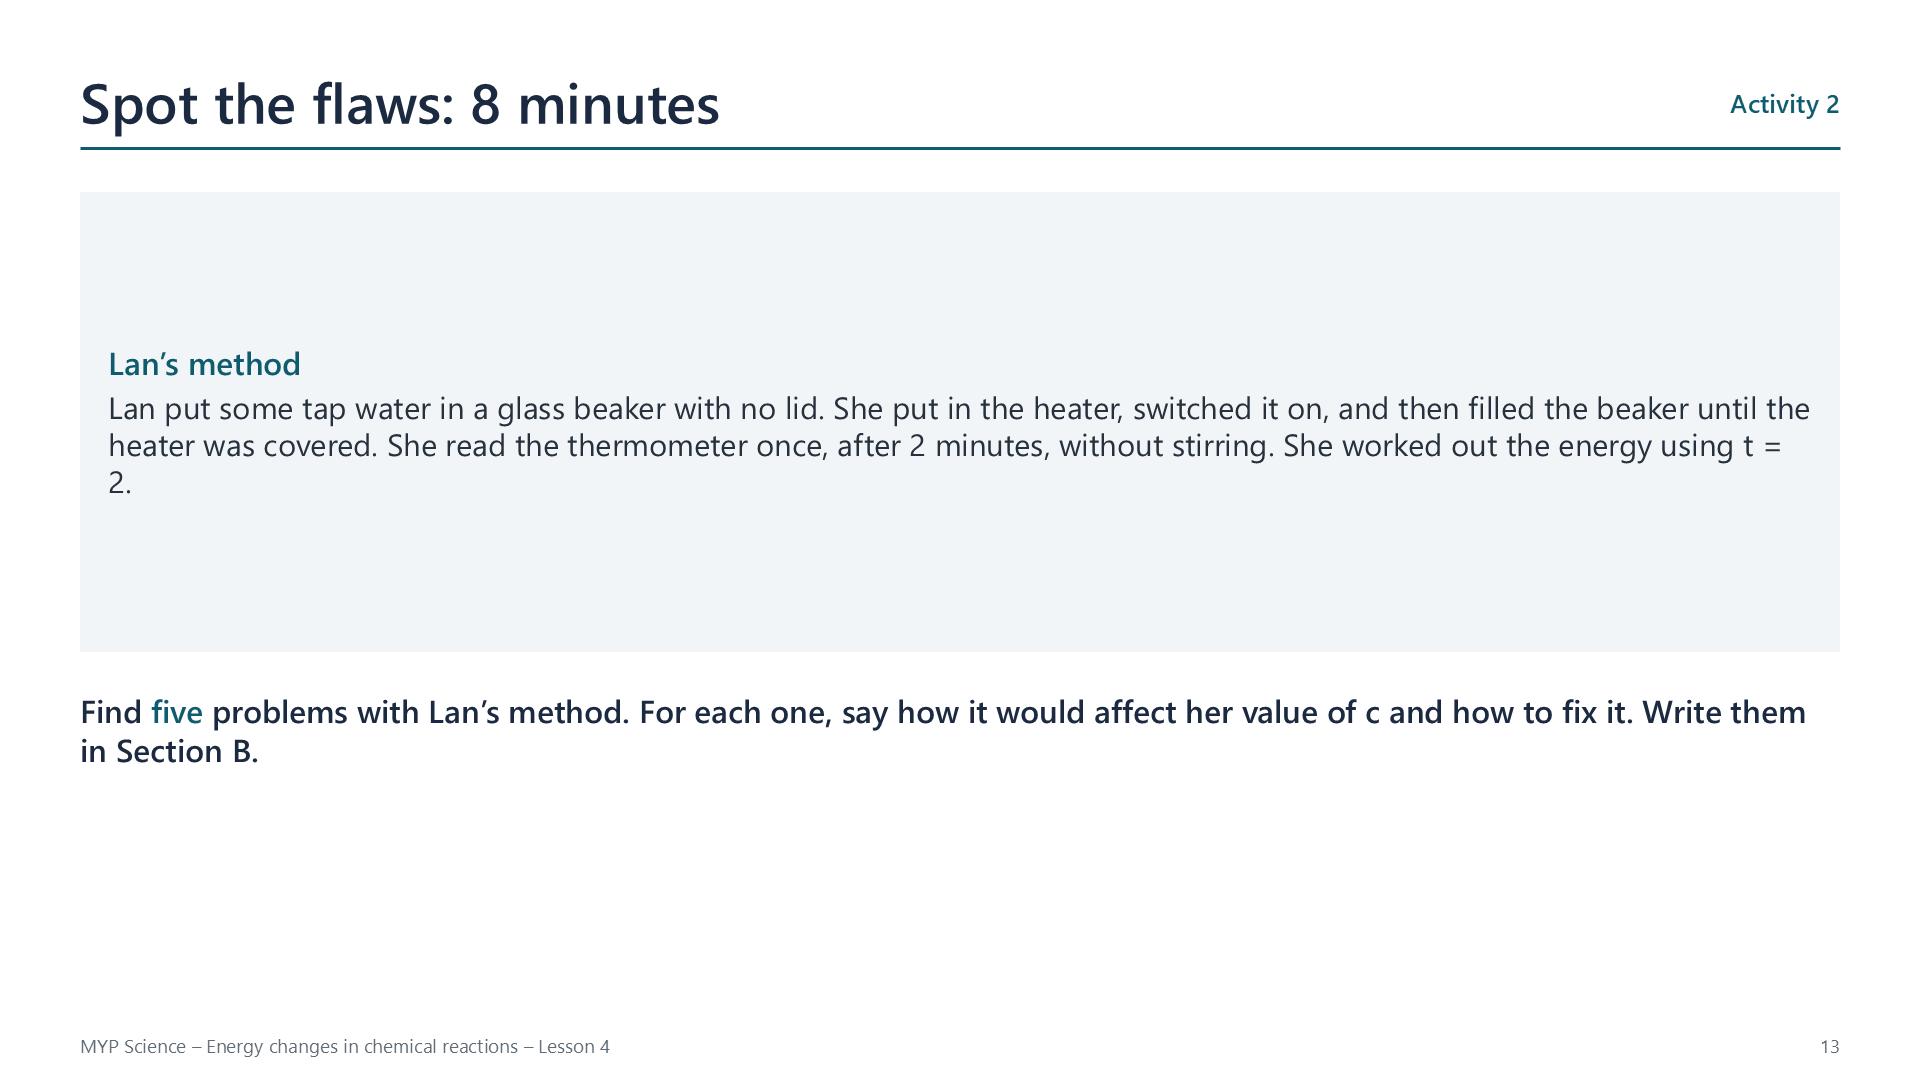 Spot the flaws: 8 minutes
Activity 2
Lan’s method
Lan put some tap water in a glass beaker with no lid. She put in the heater, switched it on, and then filled the beaker until the
heater was covered. She read the thermometer once, after 2 minutes, without stirring. She worked out the energy using t =
2.
Find five problems with Lan’s method. For each one, say how it would affect her value of c and how to fix it. Write them
in Section B.
MYP Science – Energy changes in chemical reactions – Lesson 4
13